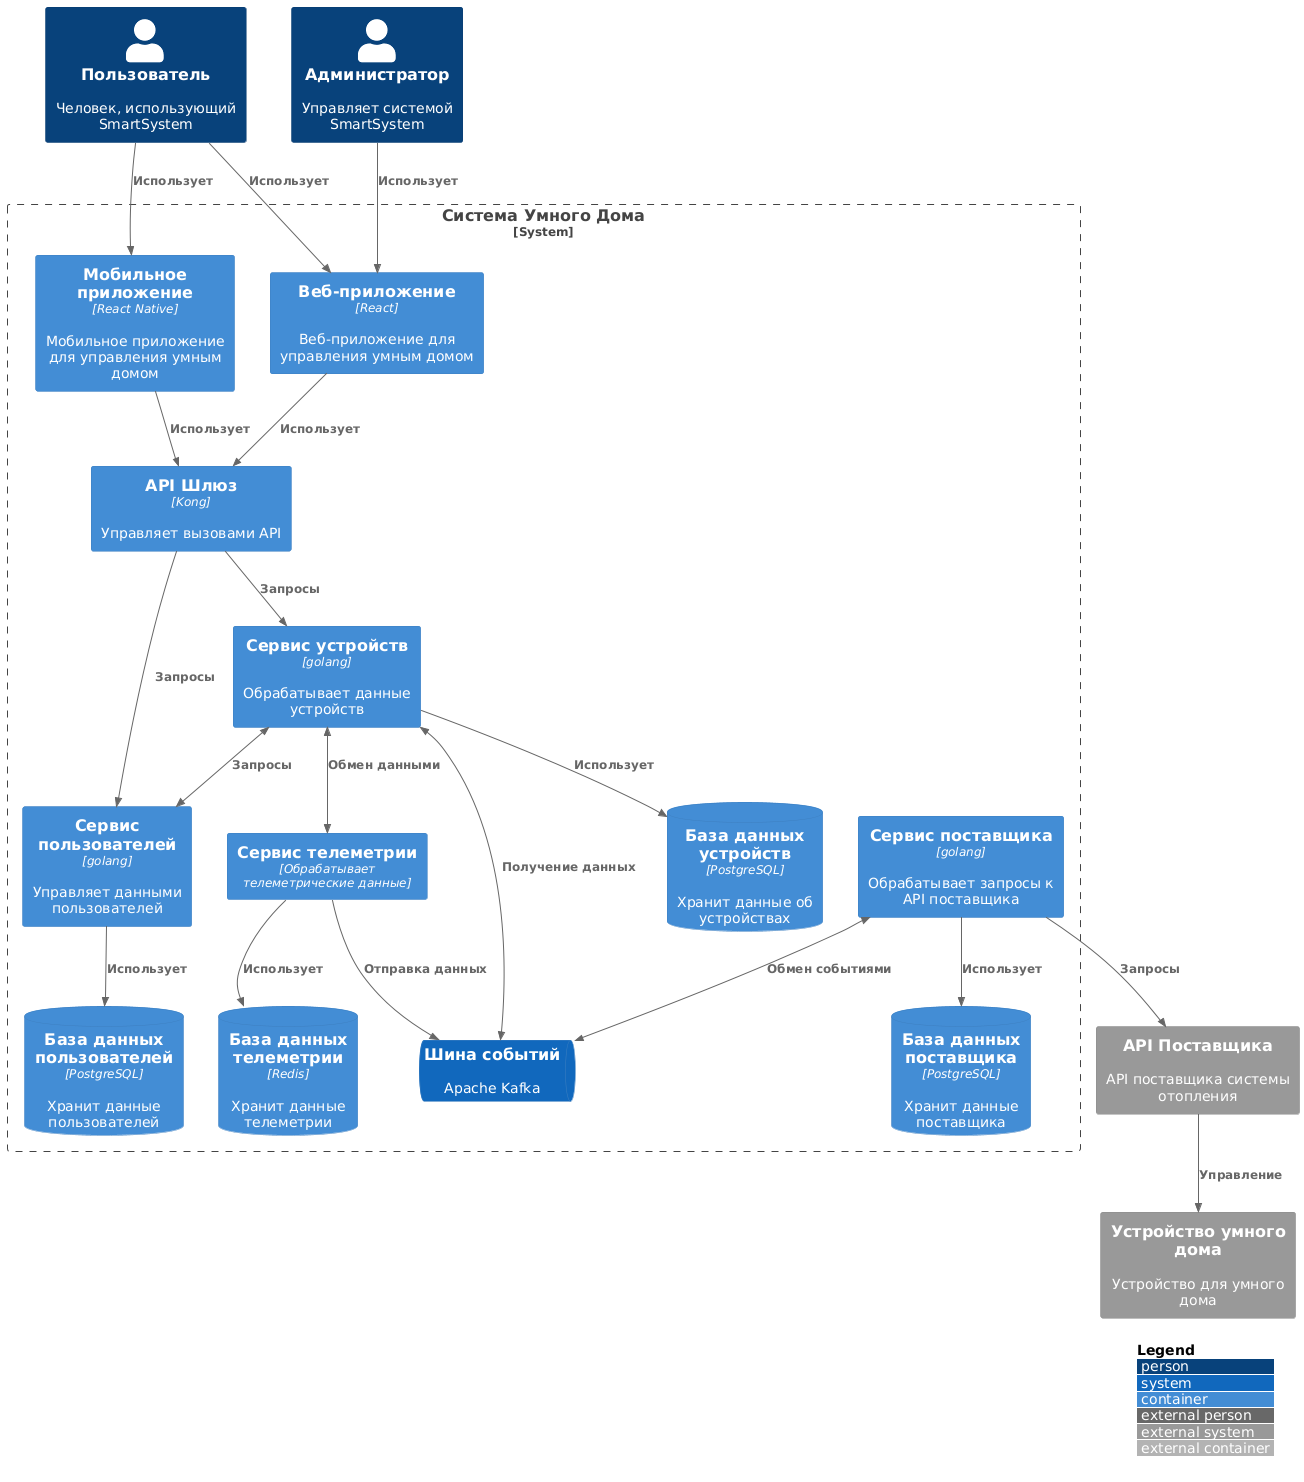 Пользователь
Человек, использующий
SmartSystem
Администратор
Управляет системой
SmartSystem
Использует
Использует
Использует
Система Умного Дома
[System]
Мобильное
приложение
[React Native]
Мобильное приложение
для управления умным
домом
Веб-приложение
[React]
Веб-приложение для
управления умным домом
Использует
Использует
API Шлюз
[Kong]
Управляет вызовами API
Запросы
Запросы
Сервис устройств
[golang]
Обрабатывает данные
устройств
Запросы
Обмен данными
Использует
Сервис
пользователей
[golang]
Управляет данными
пользователей
Сервис телеметрии
[Обрабатывает
телеметрические данные]
Получение данных
База данных
устройств
[PostgreSQL]
Хранит данные об
устройствах
Сервис поставщика
[golang]
Обрабатывает запросы к
API поставщика
Использует
Использует
Отправка данных
Обмен событиями
Использует
Запросы
База данных
пользователей
[PostgreSQL]
Хранит данные
пользователей
База данных
телеметрии
[Redis]
Хранит данные
телеметрии
Шина событий
Apache Kafka
База данных
поставщика
[PostgreSQL]
Хранит данные
поставщика
API Поставщика
API поставщика системы
отопления
Управление
Устройство умного
дома
Устройство для умного
дома
Legend
person
system
container
external person
external system
external container